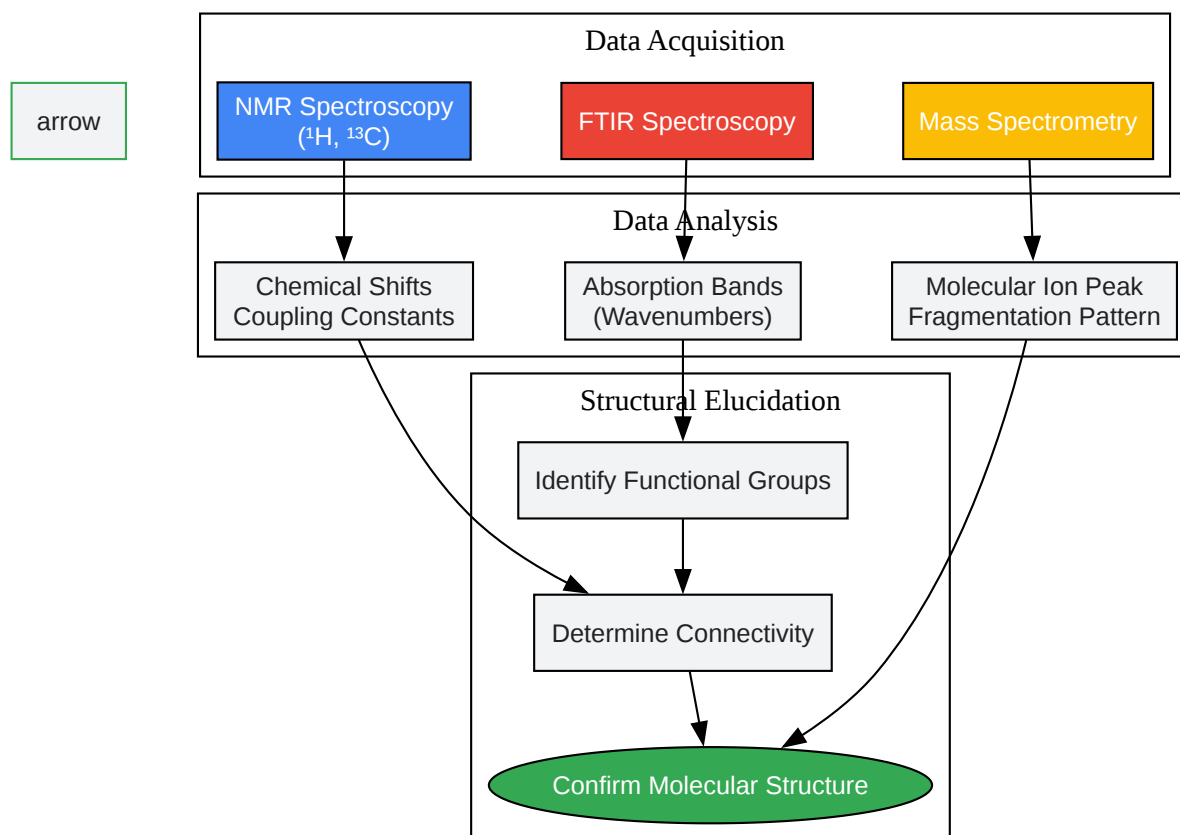 Data Acquisition
arrow
NMR Spectroscopy
(¹H, ¹³C)
FTIR Spectroscopy
Mass Spectrometry
Data Analysis
Chemical Shifts
Coupling Constants
Absorption Bands
(Wavenumbers)
Molecular Ion Peak
Fragmentation Pattern
Structural Elucidation
Identify Functional Groups
Determine Connectivity
Confirm Molecular Structure